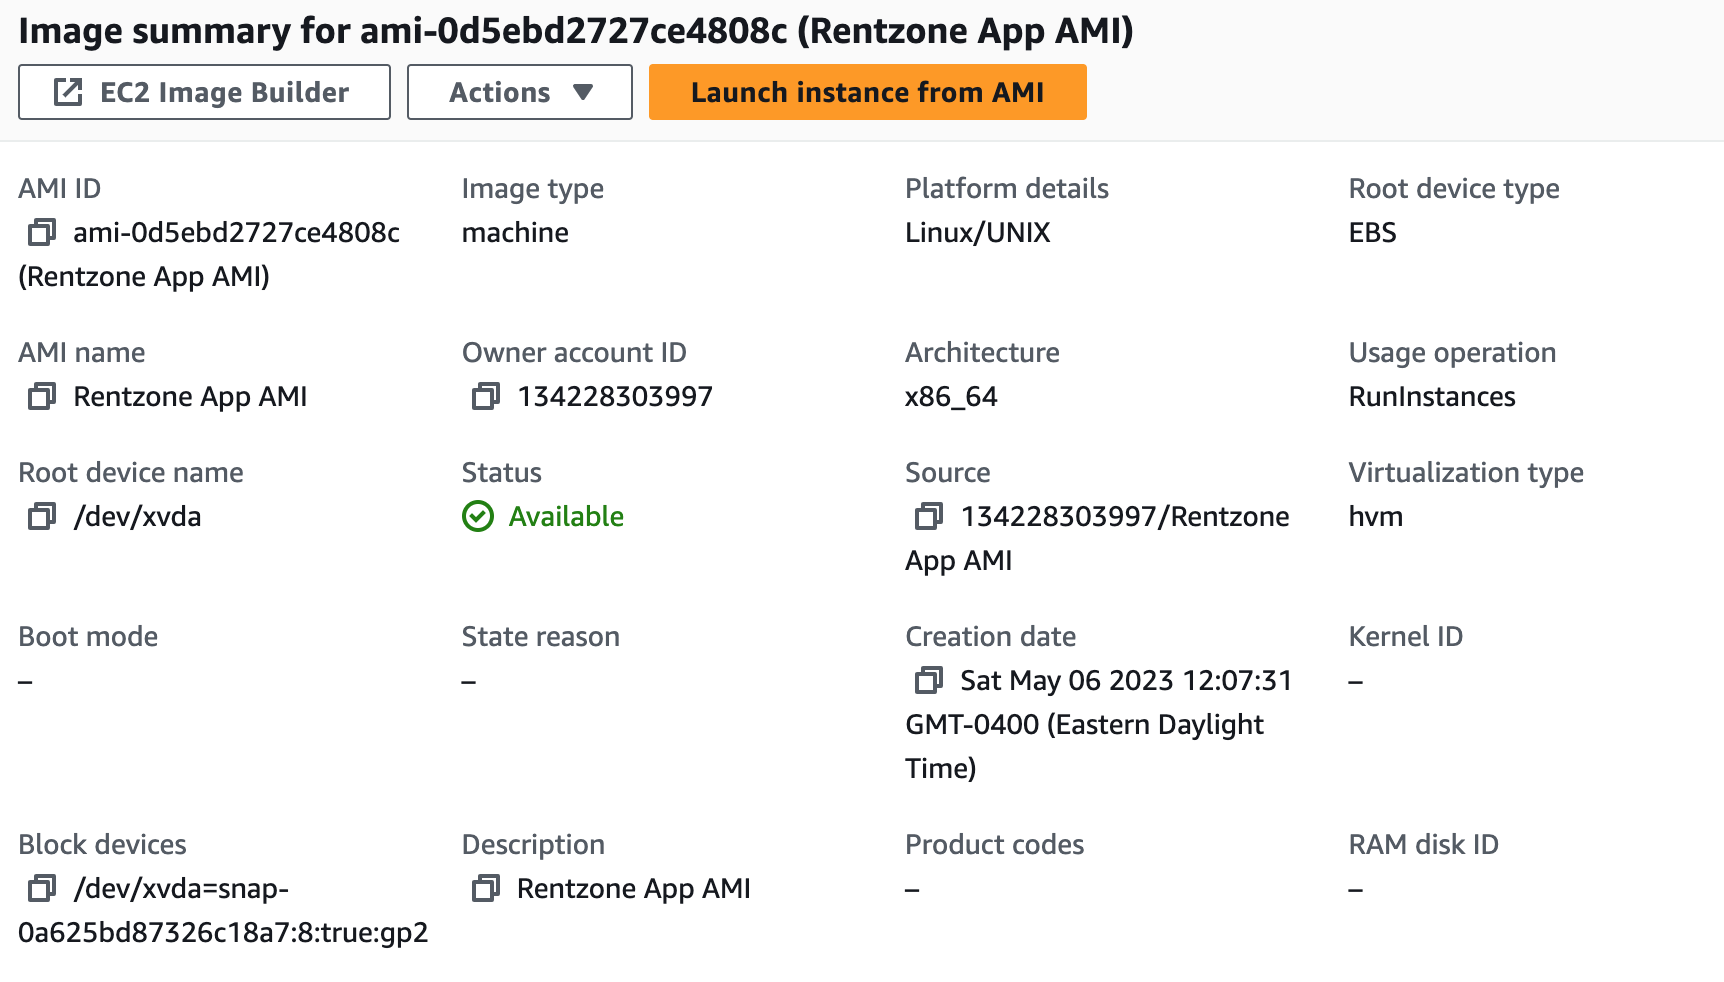 Image summary for ami-0d5ebd2727ce4808c (Rentzone App AMI)
EC2 Image Builder
Actions
Launch instance from AMI
AMI ID
ami-0d5ebd2727ce4808c
(Rentzone App AMI)
Image type
machine
Platform details
Linux/UNIX
Root device type
EBS
AMI name
Rentzone App AMI
Owner account ID
134228303997
Architecture
x86_64
Usage operation
RunInstances
Root device name
/dev/xvda
Status
Available
Source
134228303997/Rentzone
App AMI
Virtualization type
hvm
Boot mode
–
State reason
–
Creation date
Sat May 06 2023 12:07:31
GMT-0400 (Eastern Daylight
Time)
Kernel ID
–
Block devices
/dev/xvda=snap-
0a625bd87326c18a7:8:true:gp2
Description
Rentzone App AMI
Product codes
–
RAM disk ID
–